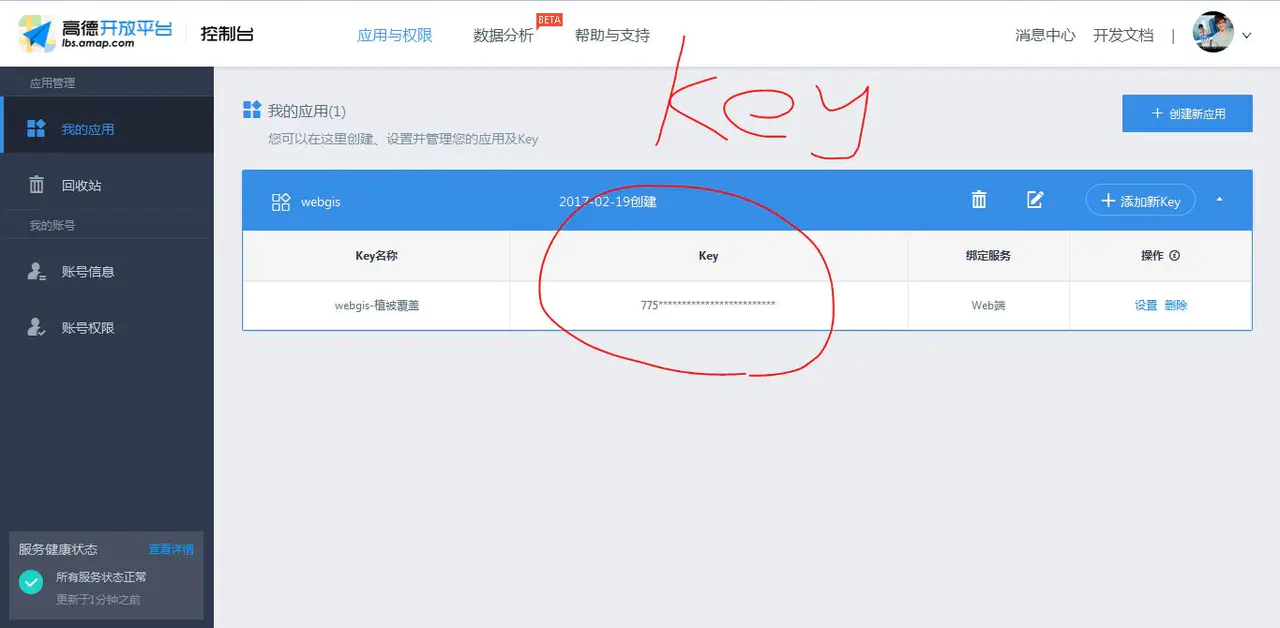 高德开放平台
lbs.amap.com
控制台
应用与权限
数据分析
BETA
帮助与支持
消息中心
开发文档
|
应用管理
我的应用
回收站
我的账号
账号信息
账号权限
服务健康状态 查看详情
所有服务状态正常
更新于1分钟之前
key
我的应用(1)
您可以在这里创建、设置并管理您的应用及Key
创建新应用
webgis 2017-02-19创建 添加新Key
Key名称 Key 绑定服务 操作
webgis-植被覆盖 775************************* Web端 设置 删除